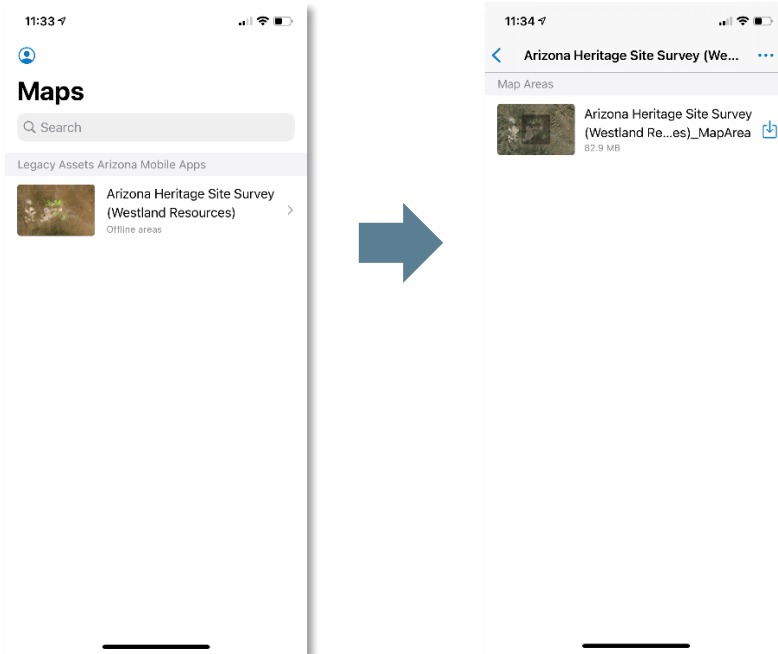 11:33
Maps
Search
Legacy Assets Arizona Mobile Apps
Arizona Heritage Site Survey
(Westland Resources)
Offline areas
11:34
Arizona Heritage Site Survey (We...
Map Areas
Arizona Heritage Site Survey
(Westland Re...es)_MapArea
82.9 MB